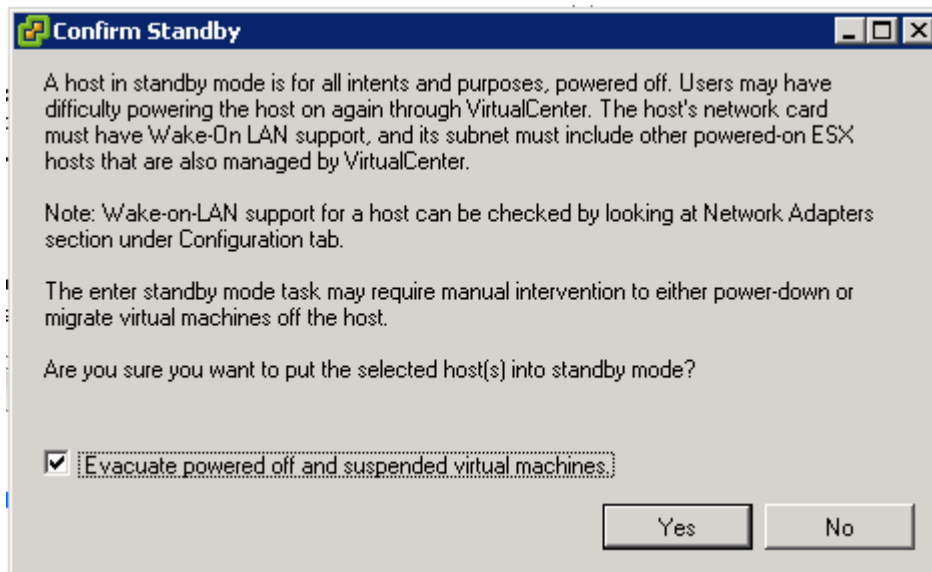 Confirm Standby
A host in standby mode is for all intents and purposes, powered off. Users may have
difficulty powering the host on again through VirtualCenter. The host's network card
must have Wake-On LAN support, and its subnet must include other powered-on ESX
hosts that are also managed by VirtualCenter.
Note: Wake-on-LAN support for a host can be checked by looking at Network Adapters
section under Configuration tab.
The enter standby mode task may require manual intervention to either power-down or
migrate virtual machines off the host.
Are you sure you want to put the selected host(s) into standby mode?
Evacuate powered off and suspended virtual machines.
Yes
No